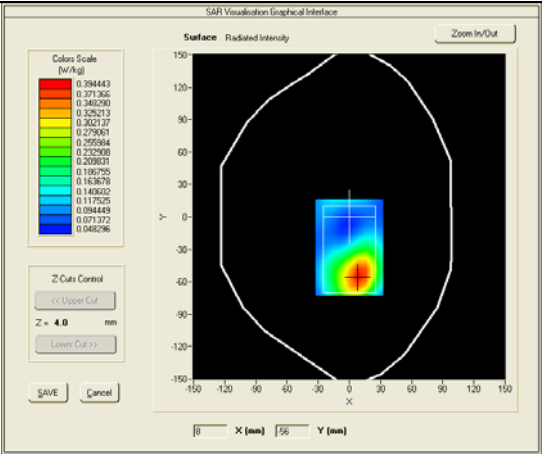 SAR Visualisation Graphical Interface
Surface Radiated Intensity
Zoom In/Out
Colors Scale
(W/kg)
0.394443
0.371366
0.348290
0.325213
0.302137
0.279061
0.255984
0.232908
0.209831
0.186755
0.163678
0.140602
0.117525
0.094449
0.071372
0.048296
Z-Cuts Control
<< Upper Cut
Z = 4.0 mm
Lower Cut >>
SAVE Cancel
150
120
90
60
30
0
-30
-60
-90
-120
-150
Y
-150 -120 -90 -60 -30 0 30 60 90 120 150
X
8 X (mm) -56 Y (mm)